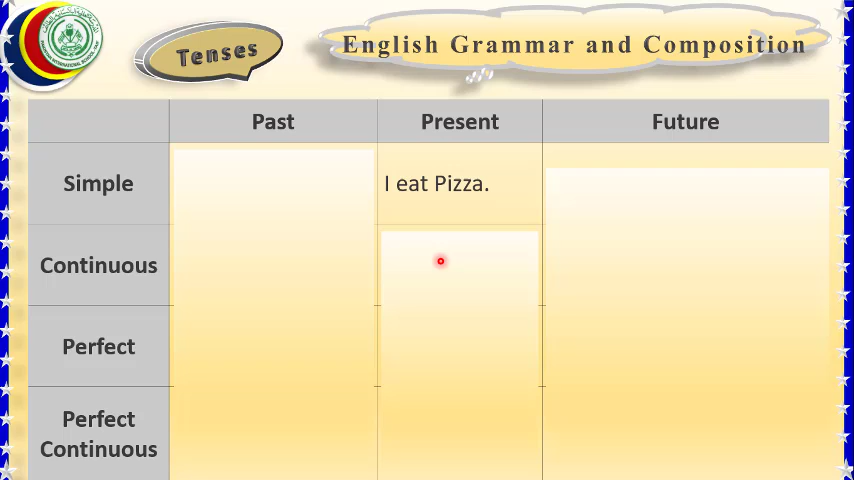 Tenses
English Grammar and Composition
Past Present Future
Simple I eat Pizza.
Continuous
Perfect
Perfect
Continuous